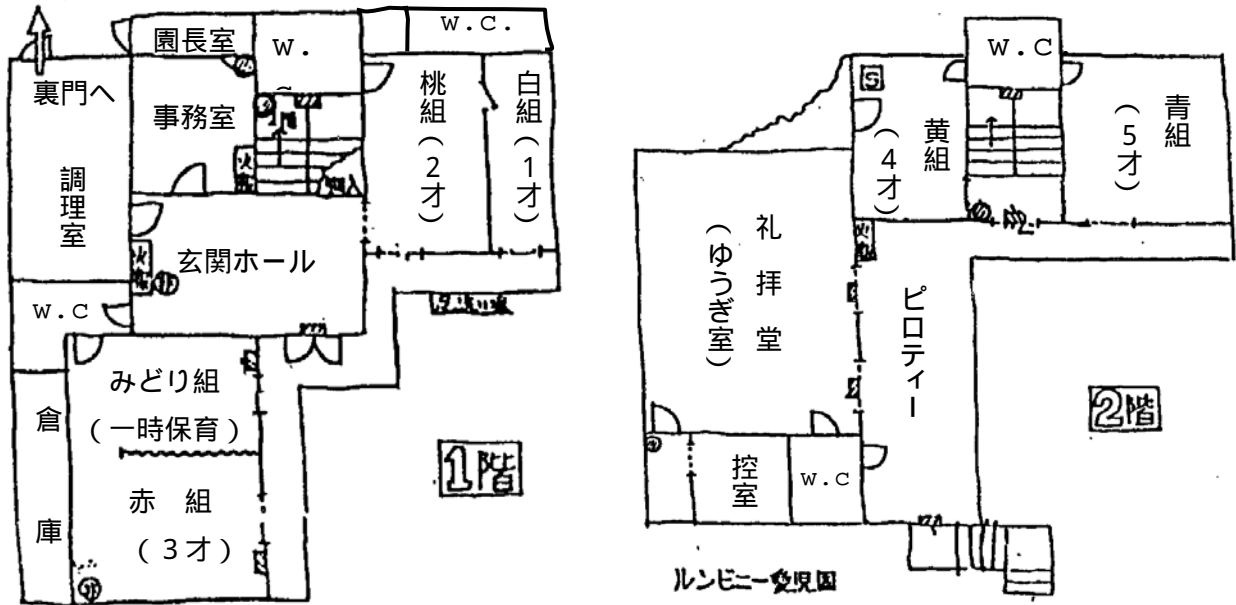 園長室
w.
w.c.
裏門へ
事務室
桃組
(2才)
白組
(1才)
調理室
火
玄関ホール
火
w.c
みどり組
(一時保育)
倉庫
赤 組
(3才)
1階
w.c
S
黄組
(4才)
青組
(5才)
礼拝堂
(ゆうぎ室)
ピロティー
2階
控室
w.c
ルンビニー愛児園